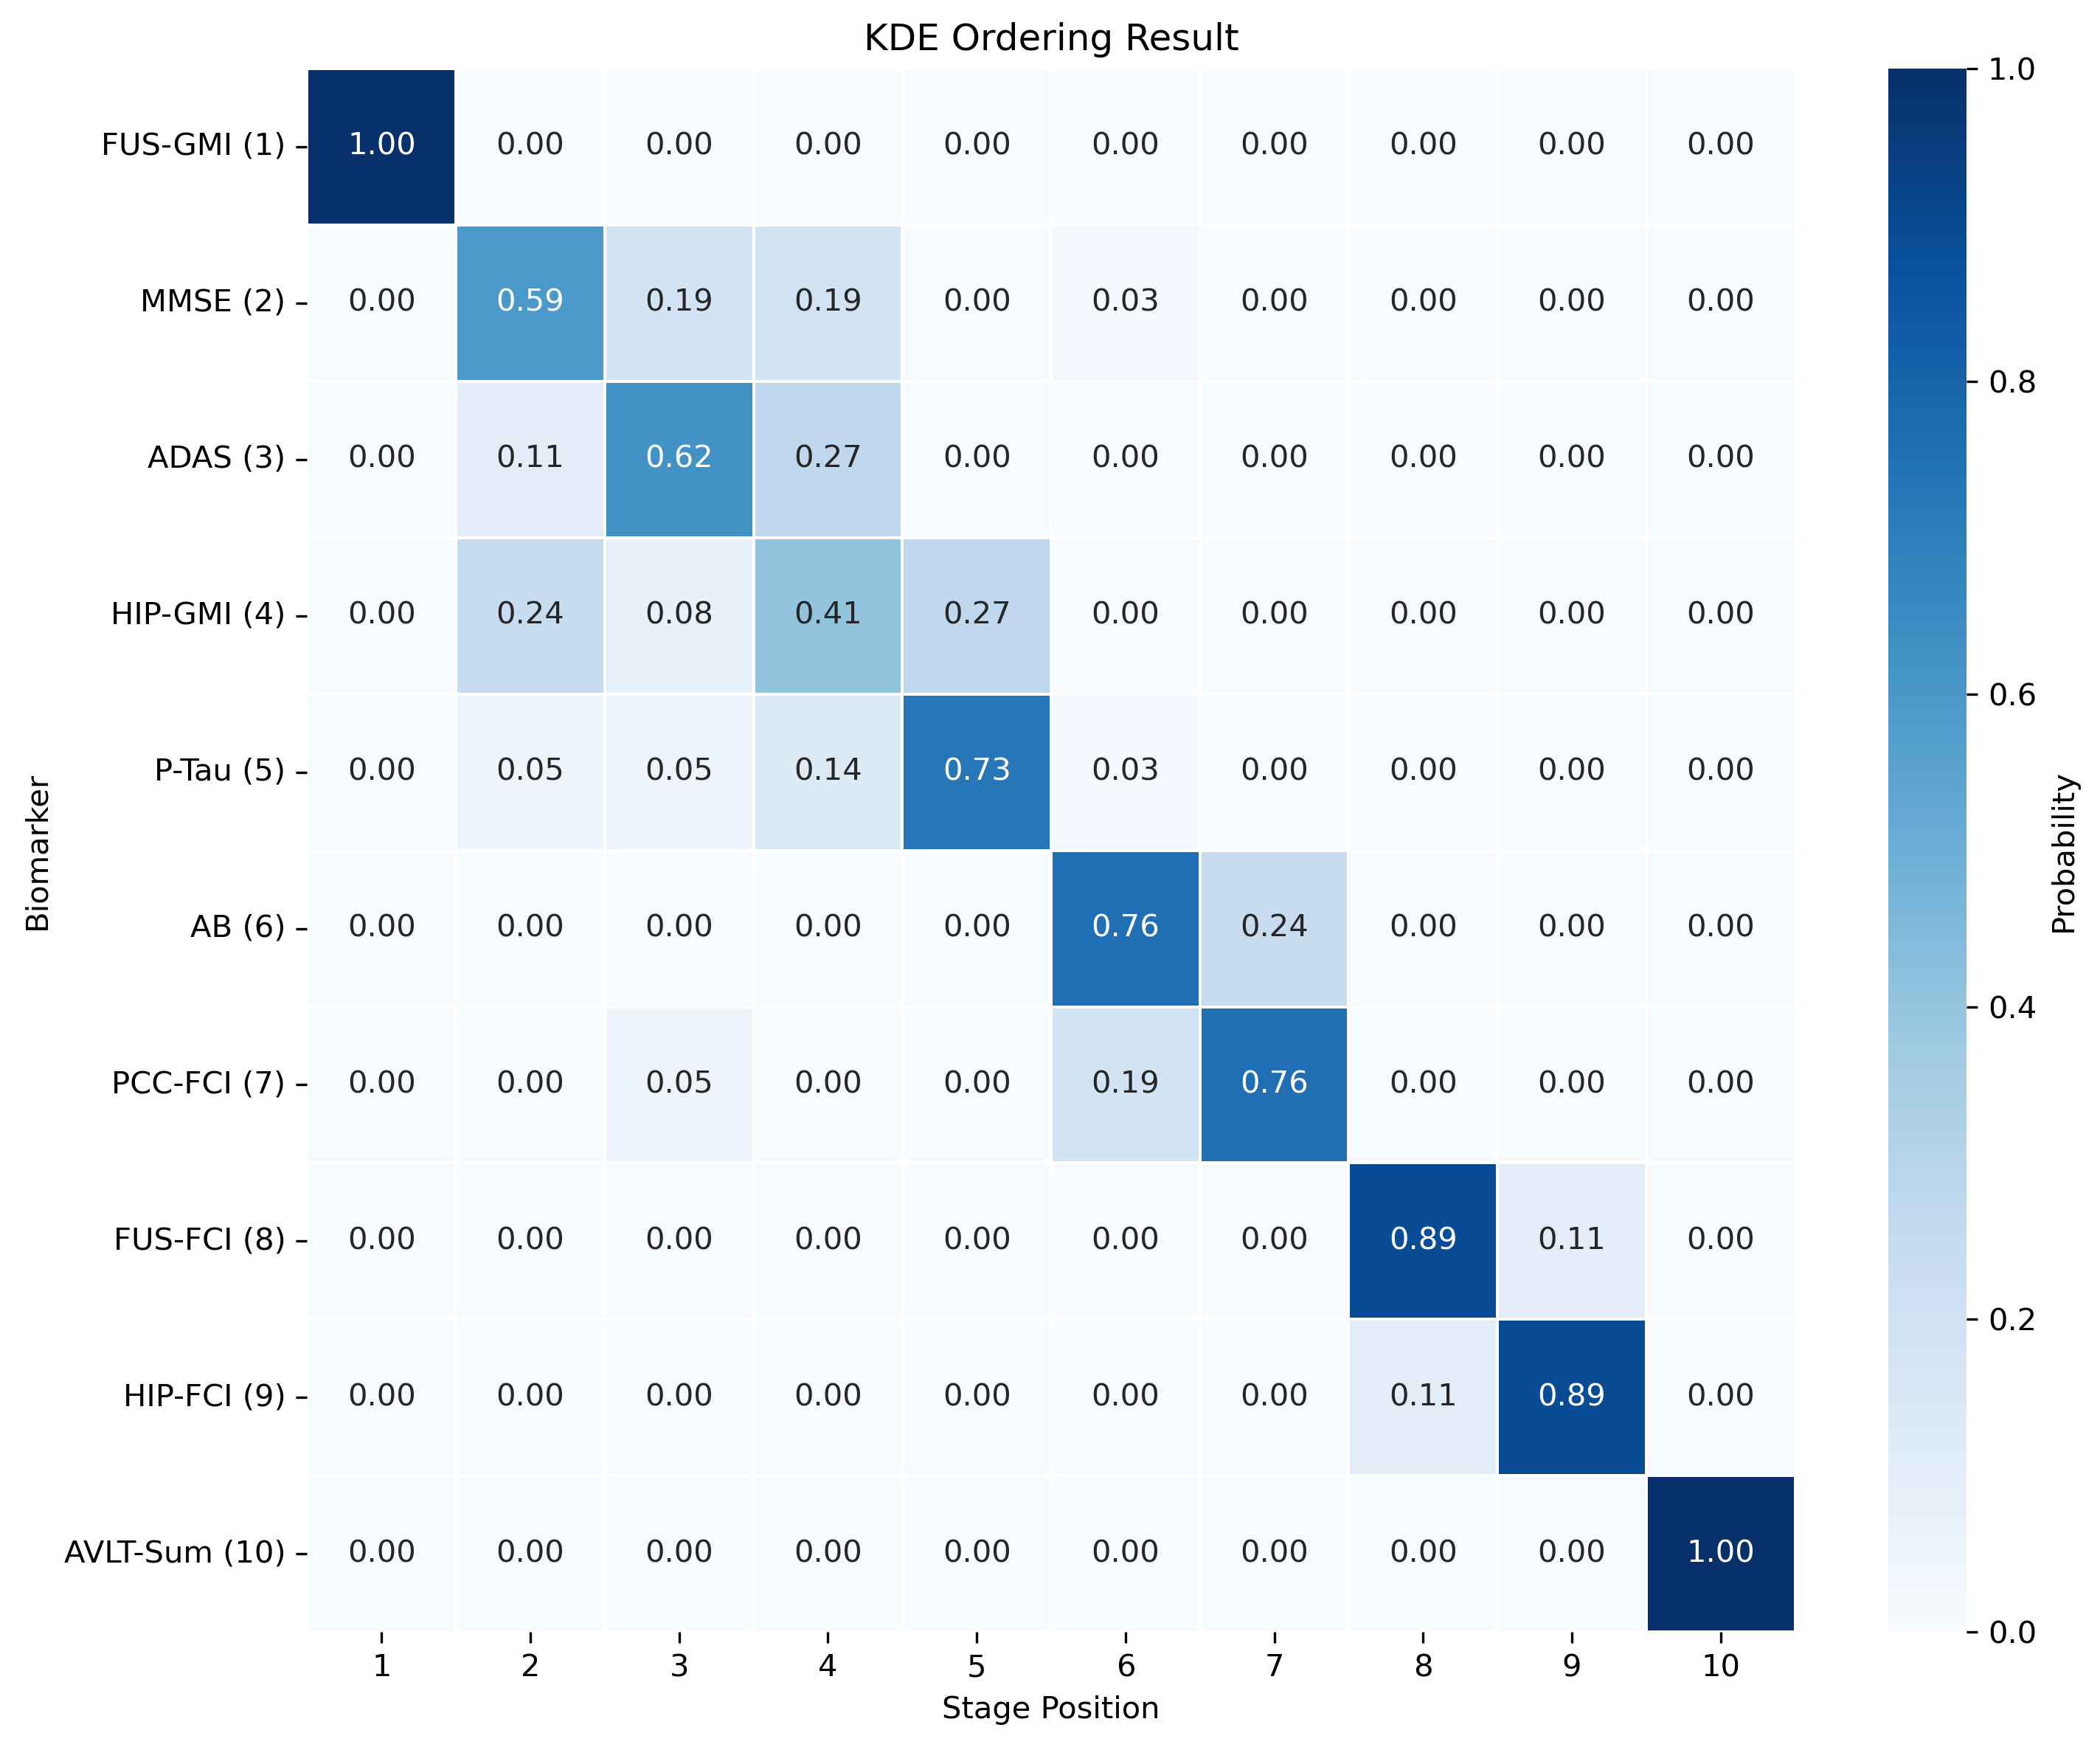 KDE Ordering Result
FUS-GMI (1) 1.00 0.00 0.00 0.00 0.00 0.00 0.00 0.00 0.00 0.00
MMSE (2) 0.00 0.59 0.19 0.19 0.00 0.03 0.00 0.00 0.00 0.00
ADAS (3) 0.00 0.11 0.62 0.27 0.00 0.00 0.00 0.00 0.00 0.00
HIP-GMI (4) 0.00 0.24 0.08 0.41 0.27 0.00 0.00 0.00 0.00 0.00
P-Tau (5) 0.00 0.05 0.05 0.14 0.73 0.03 0.00 0.00 0.00 0.00
AB (6) 0.00 0.00 0.00 0.00 0.00 0.76 0.24 0.00 0.00 0.00
PCC-FCI (7) 0.00 0.00 0.05 0.00 0.00 0.19 0.76 0.00 0.00 0.00
FUS-FCI (8) 0.00 0.00 0.00 0.00 0.00 0.00 0.00 0.89 0.11 0.00
HIP-FCI (9) 0.00 0.00 0.00 0.00 0.00 0.00 0.00 0.11 0.89 0.00
AVLT-Sum (10) 0.00 0.00 0.00 0.00 0.00 0.00 0.00 0.00 0.00 1.00
1 2 3 4 5 6 7 8 9 10
Stage Position
Biomarker
1.0
0.8
0.6
0.4
0.2
0.0
Probability